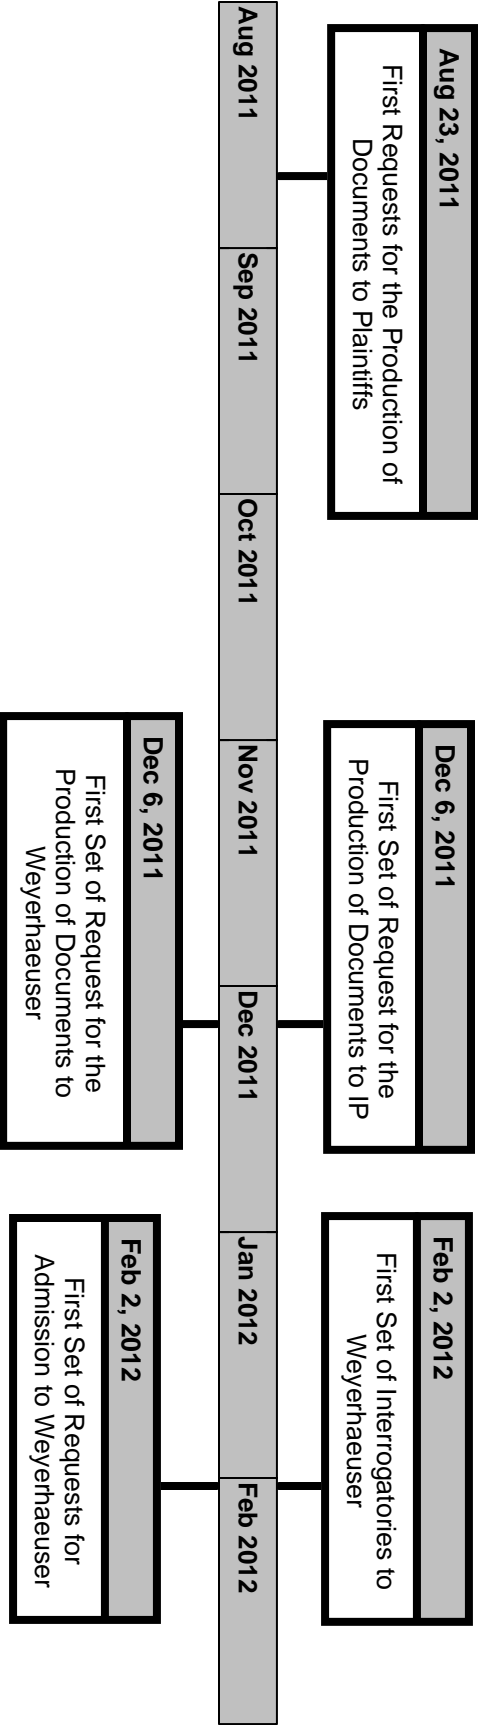 Aug 23, 2011
First Requests for the Production of
Documents to Plaintiffs
Dec 6, 2011
First Set of Request for the
Production of Documents to IP
Feb 2, 2012
First Set of Interrogatories to
Weyerhaeuser
Aug 2011
Sep 2011
Oct 2011
Nov 2011
Dec 2011
Jan 2012
Feb 2012
Dec 6, 2011
First Set of Request for the
Production of Documents to
Weyerhaeuser
Feb 2, 2012
First Set of Requests for
Admission to Weyerhaeuser